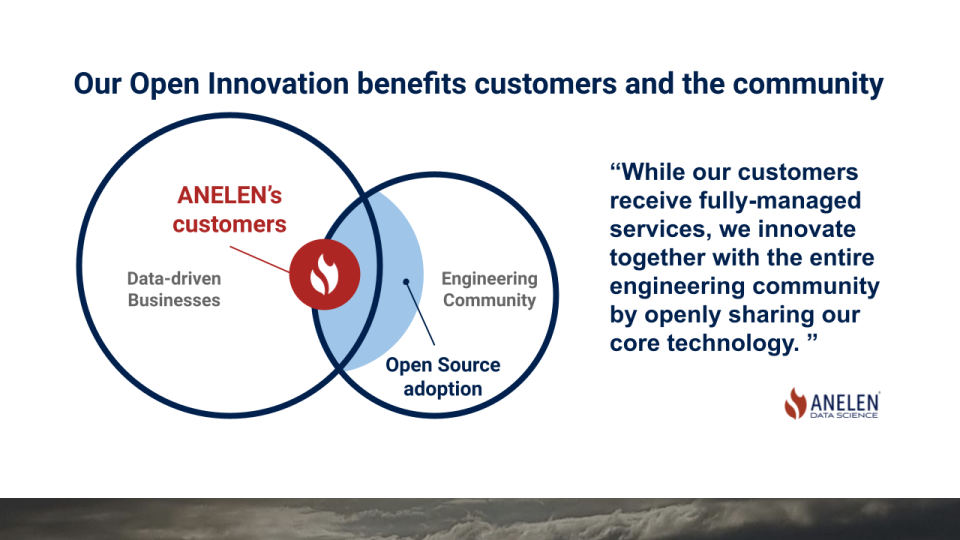 Our Open Innovation benefits customers and the community
ANELEN's
customers
Data-driven
Businesses
Engineering
Community
Open Source
adoption
“While our customers
receive fully-managed
services, we innovate
together with the entire
engineering community
by openly sharing our
core technology. ”
ANELEN
DATA SCIENCE